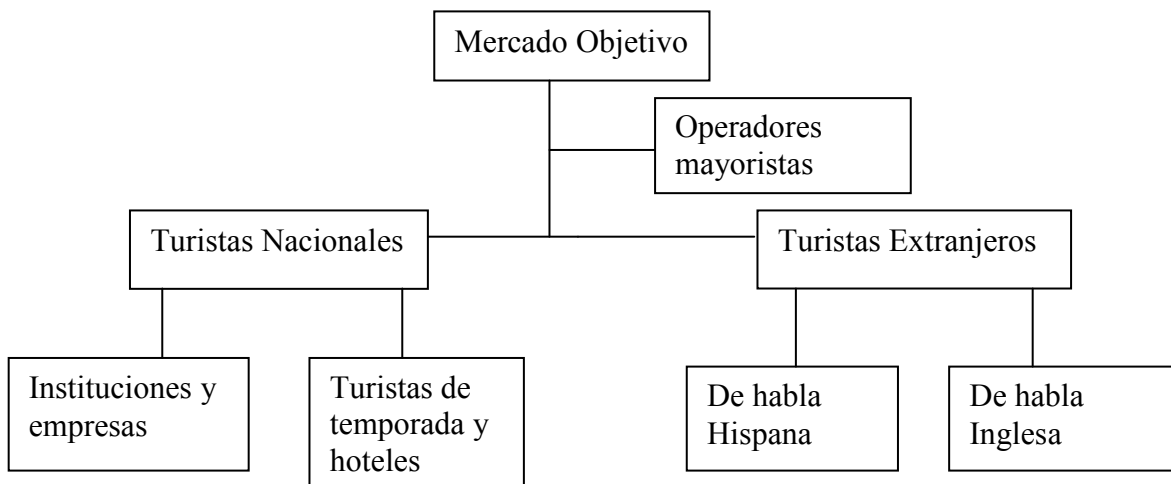 Mercado Objetivo
Operadores
mayoristas
Turistas Nacionales
Turistas Extranjeros
Instituciones y
empresas
Turistas de
temporada y
hoteles
De habla
Hispana
De habla
Inglesa